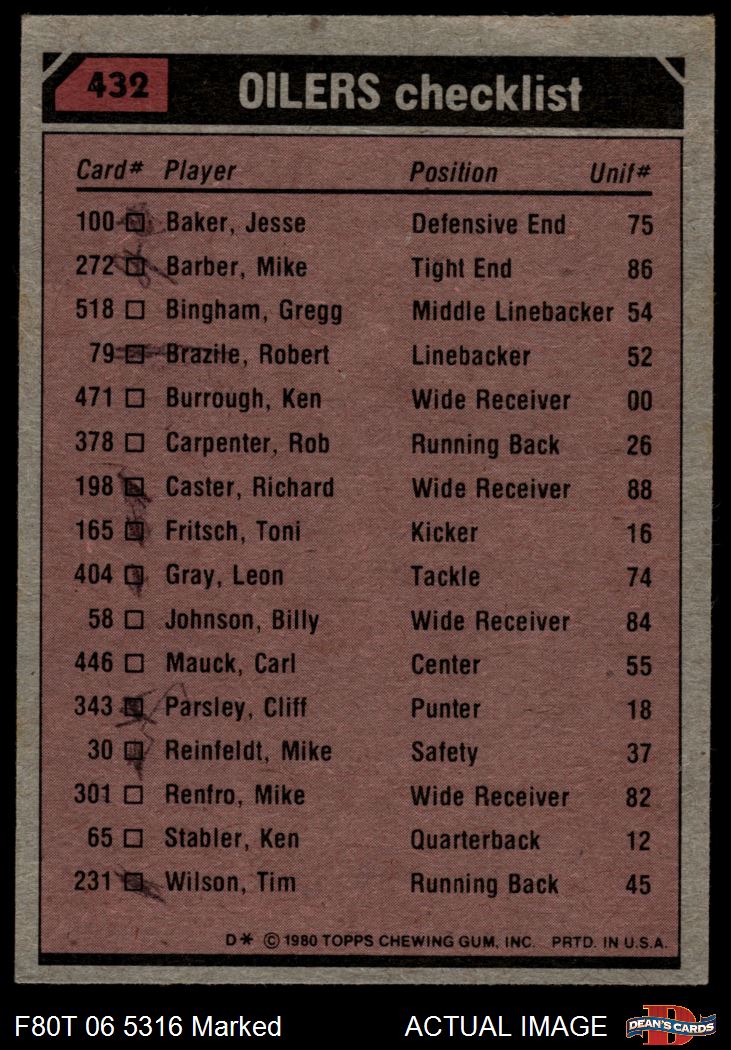 432 OILERS checklist
Card# Player Position Unif#
100 Baker, Jesse Defensive End 75
272 Barber, Mike Tight End 86
518 Bingham, Gregg Middle Linebacker 54
79 Brazile, Robert Linebacker 52
471 Burrough, Ken Wide Receiver 00
378 Carpenter, Rob Running Back 26
198 Caster, Richard Wide Receiver 88
165 Fritsch, Toni Kicker 16
404 Gray, Leon Tackle 74
58 Johnson, Billy Wide Receiver 84
446 Mauck, Carl Center 55
343 Parsley, Cliff Punter 18
30 Reinfeldt, Mike Safety 37
301 Renfro, Mike Wide Receiver 82
65 Stabler, Ken Quarterback 12
231 Wilson, Tim Running Back 45
D* © 1980 TOPPS CHEWING GUM, INC. PRTD. IN U.S.A.
F80T 06 5316 Marked ACTUAL IMAGE DEAN'S CARDS